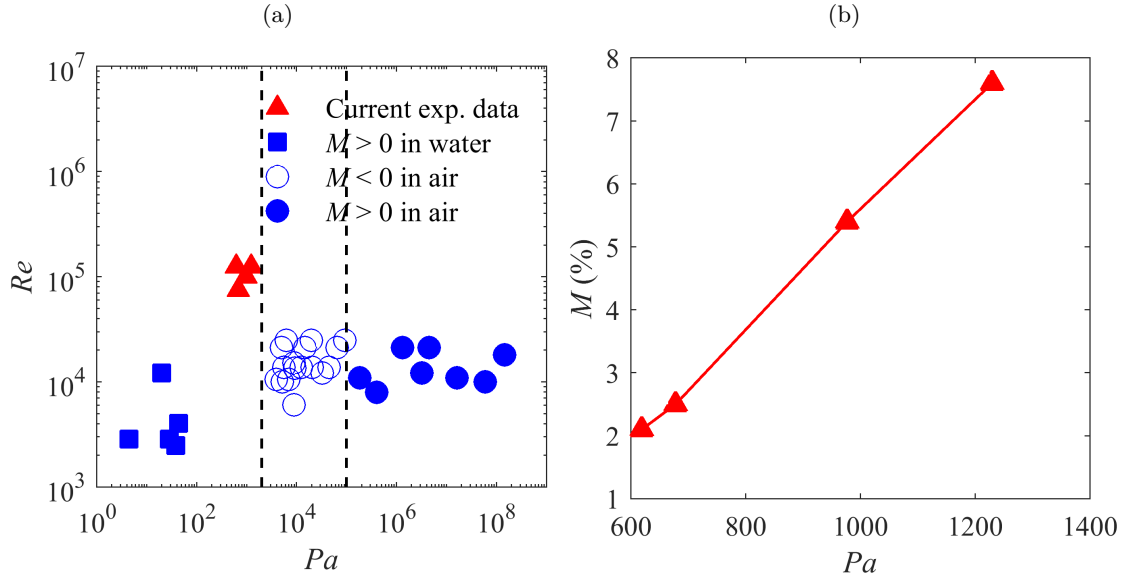 (a)
10^7
10^6
10^5
10^4
10^3
Re
10^0
10^2
10^4
10^6
10^8
Pa
Current exp. data
M > 0 in water
M < 0 in air
M > 0 in air
(b)
8
7
6
5
4
3
2
1
M (%)
600
800
1000
1200
1400
Pa